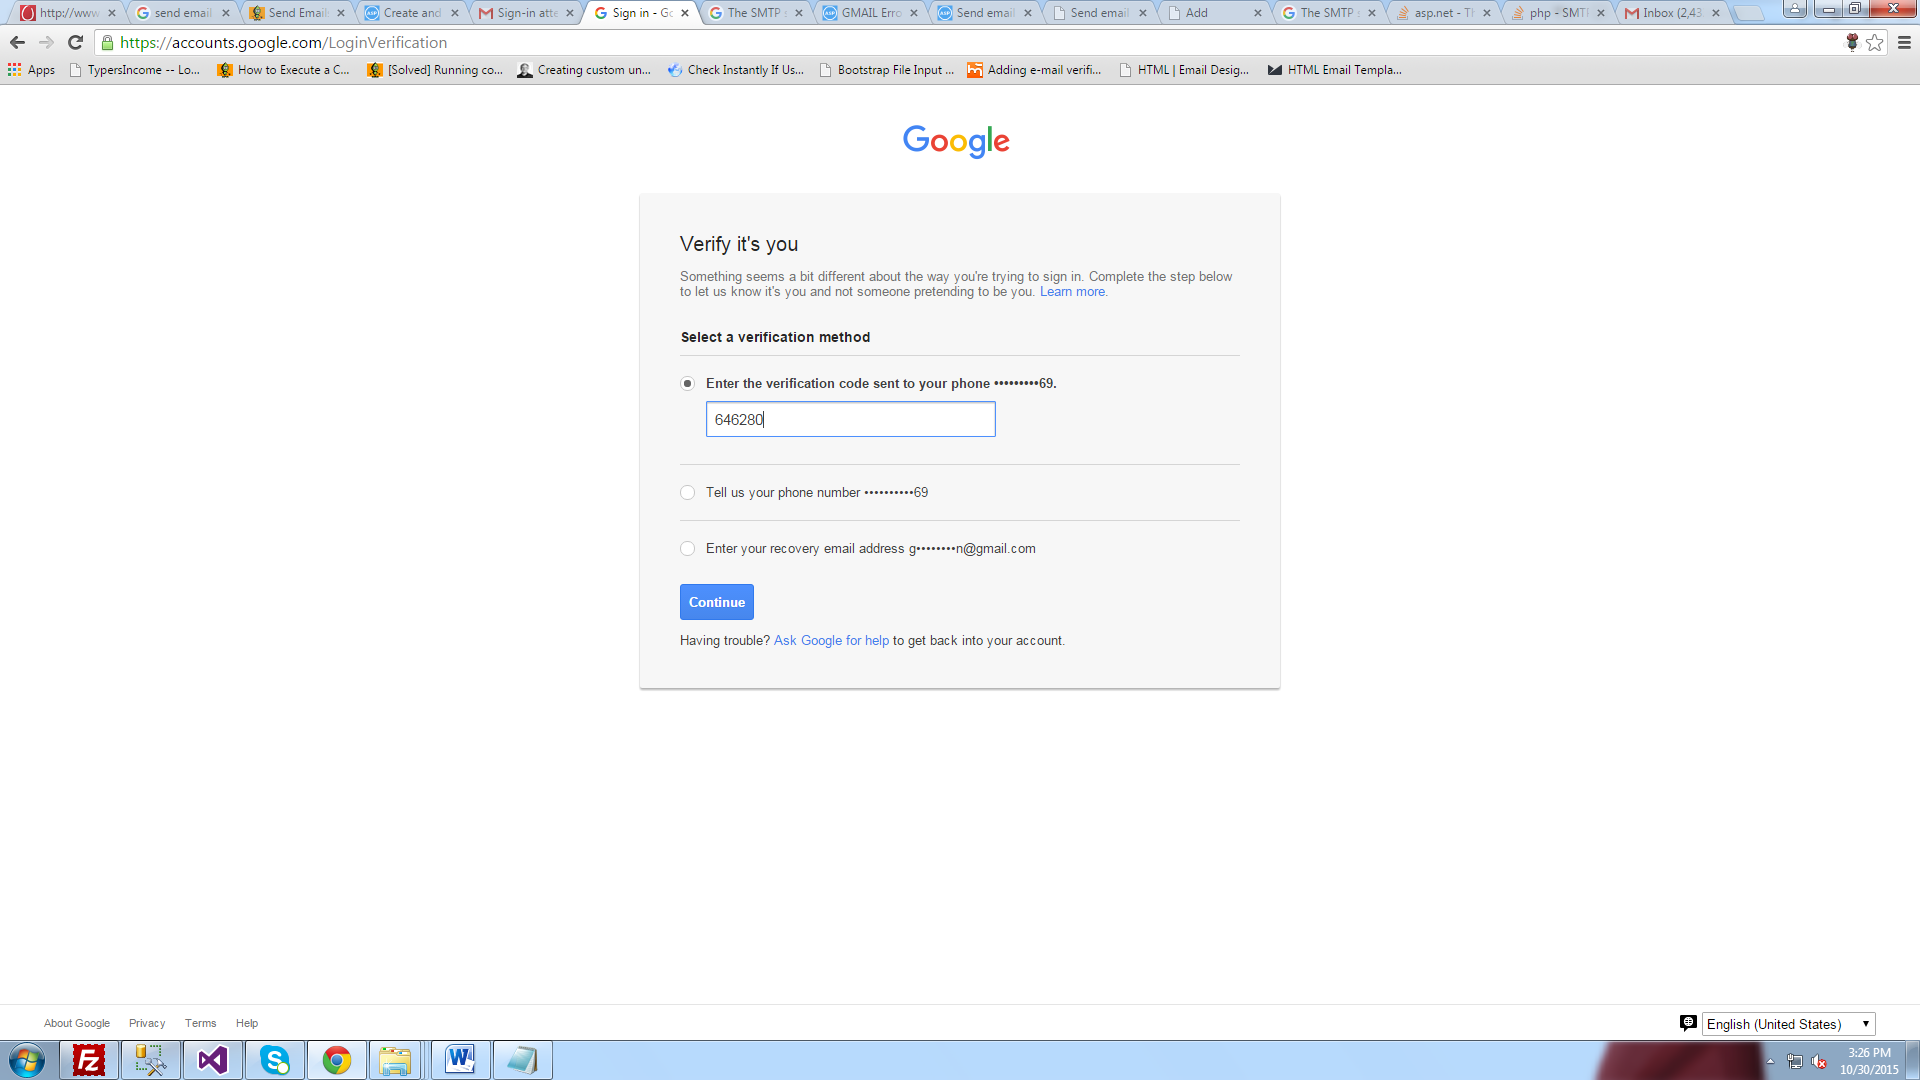 http://www
send email
Send Email
Create and
Sign-in atte
Sign in - Go
The SMTP s
GMAIL Erro
Send email
Send email
Add
The SMTP s
asp.net - Th
php - SMTP
Inbox (2,43
https://accounts.google.com/LoginVerification
Apps
TypersIncome -- Lo...
How to Execute a C...
[Solved] Running co...
Creating custom un...
Check Instantly If Us...
Bootstrap File Input ...
Adding e-mail verifi...
HTML | Email Desig...
HTML Email Templa...
Google
Verify it's you
Something seems a bit different about the way you're trying to sign in. Complete the step below
to let us know it's you and not someone pretending to be you. Learn more.
Select a verification method
Enter the verification code sent to your phone •••••••••69.
646280
Tell us your phone number ••••••••••69
Enter your recovery email address g••••••••n@gmail.com
Continue
Having trouble? Ask Google for help to get back into your account.
About Google Privacy Terms Help
English (United States)
3:26 PM
10/30/2015